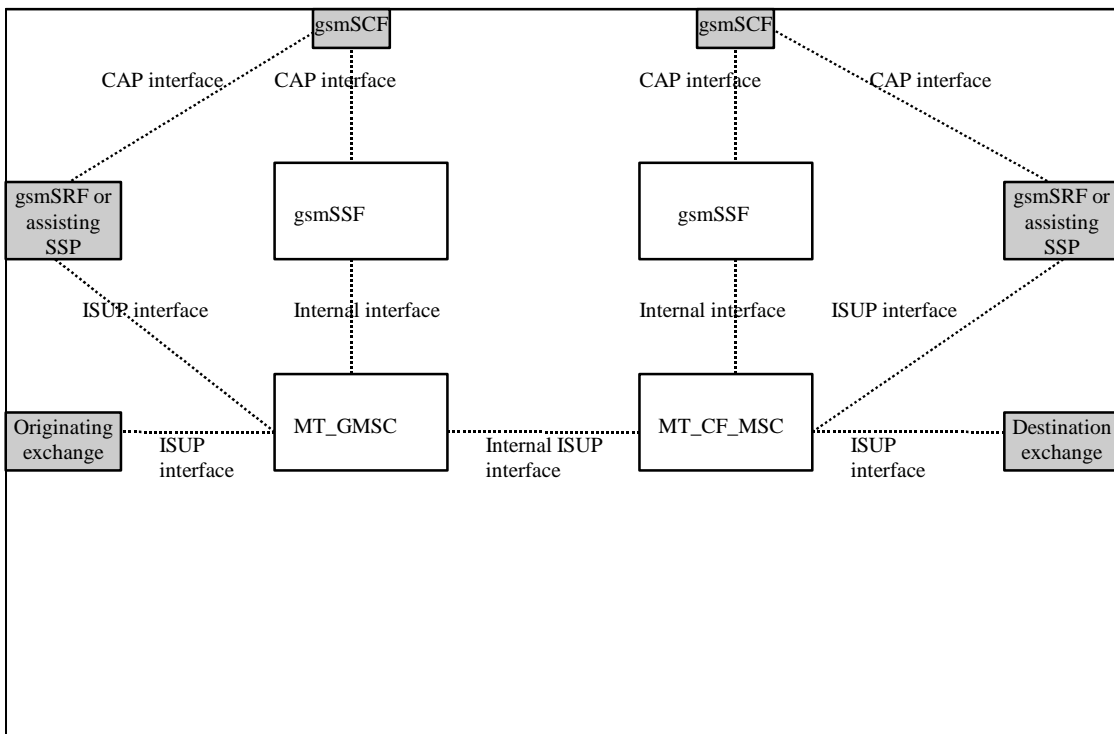 gsmSCF
gsmSCF
CAP interface
CAP interface
CAP interface
CAP interface
gsmSRF or
assisting
SSP
gsmSSF
gsmSSF
gsmSRF or
assisting
SSP
ISUP interface
Internal interface
Internal interface
ISUP interface
Originating
exchange
ISUP
interface
MT_GMSC
Internal ISUP
interface
MT_CF_MSC
ISUP
interface
Destination
exchange